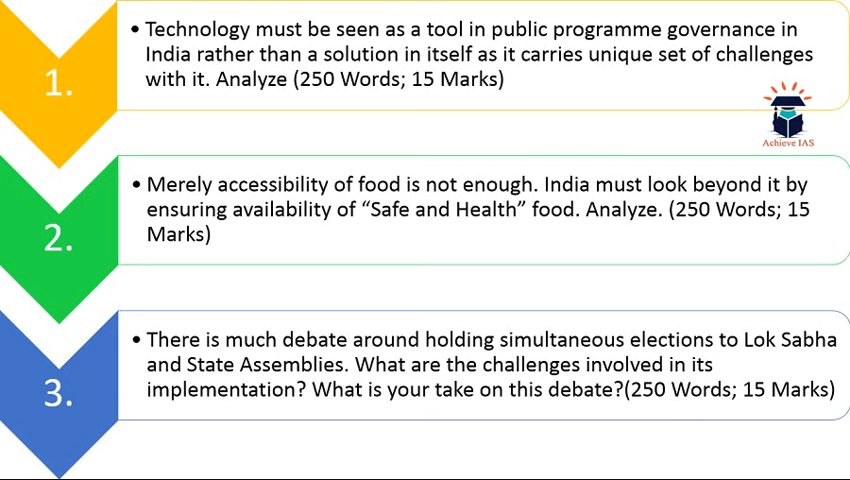 1.
• Technology must be seen as a tool in public programme governance in
India rather than a solution in itself as it carries unique set of challenges
with it. Analyze (250 Words; 15 Marks)
Achieve IAS
2.
• Merely accessibility of food is not enough. India must look beyond it by
ensuring availability of “Safe and Health” food. Analyze. (250 Words; 15
Marks)
3.
• There is much debate around holding simultaneous elections to Lok Sabha
and State Assemblies. What are the challenges involved in its
implementation? What is your take on this debate?(250 Words; 15 Marks)